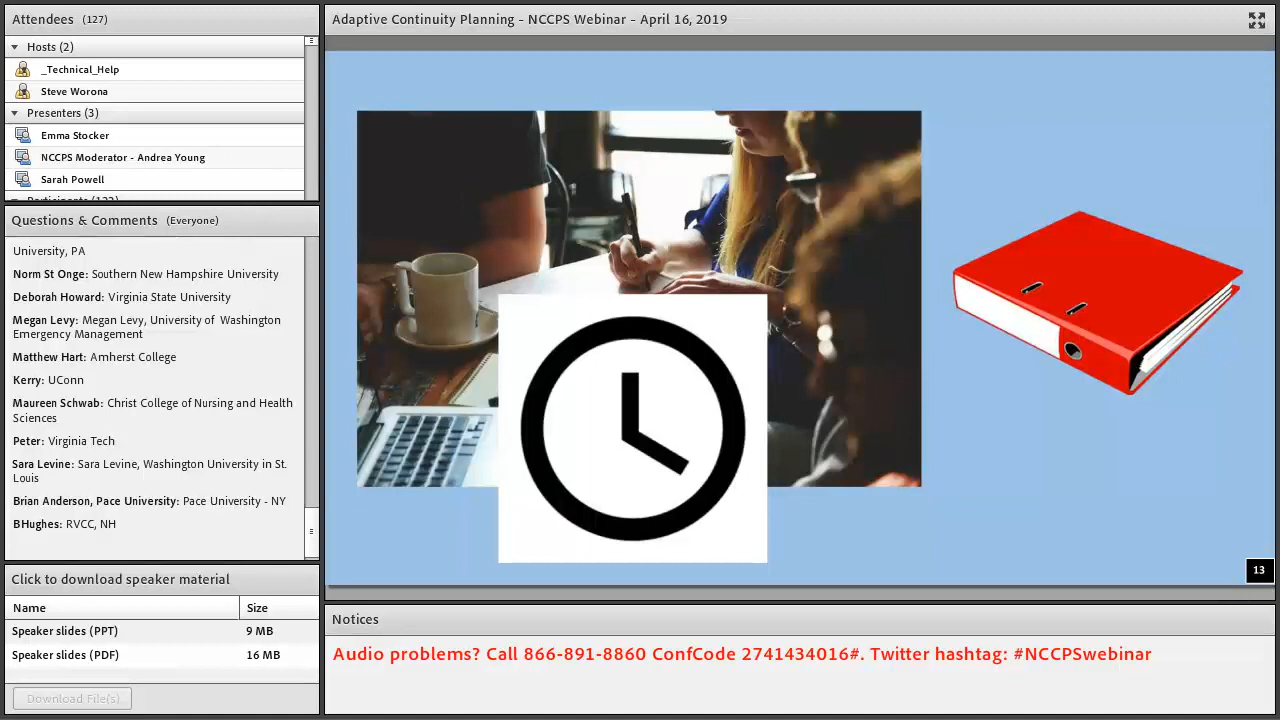 Attendees (127)
Hosts (2)
_Technical_Help
Steve Worona
Presenters (3)
Emma Stocker
NCCPS Moderator - Andrea Young
Sarah Powell
Questions & Comments (Everyone)
University, PA
Norm St Onge: Southern New Hampshire University
Deborah Howard: Virginia State University
Megan Levy: Megan Levy, University of Washington
Emergency Management
Matthew Hart: Amherst College
Kerry: UConn
Maureen Schwab: Christ College of Nursing and Health
Sciences
Peter: Virginia Tech
Sara Levine: Sara Levine, Washington University in St.
Louis
Brian Anderson, Pace University: Pace University - NY
BHughes: RVCC, NH
Click to download speaker material
Name Size
Speaker slides (PPT) 9 MB
Speaker slides (PDF) 16 MB
Download File(s)
Adaptive Continuity Planning - NCCPS Webinar - April 16, 2019
13
Notices
Audio problems? Call 866-891-8860 ConfCode 2741434016#. Twitter hashtag: #NCCPSwebinar